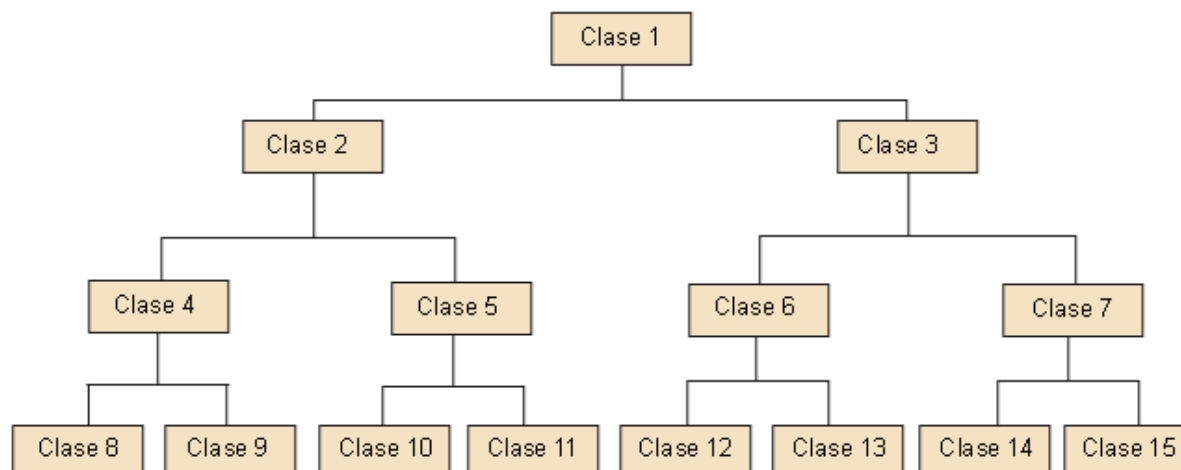 Clase 1
Clase 2
Clase 3
Clase 4
Clase 5
Clase 6
Clase 7
Clase 8
Clase 9
Clase 10
Clase 11
Clase 12
Clase 13
Clase 14
Clase 15